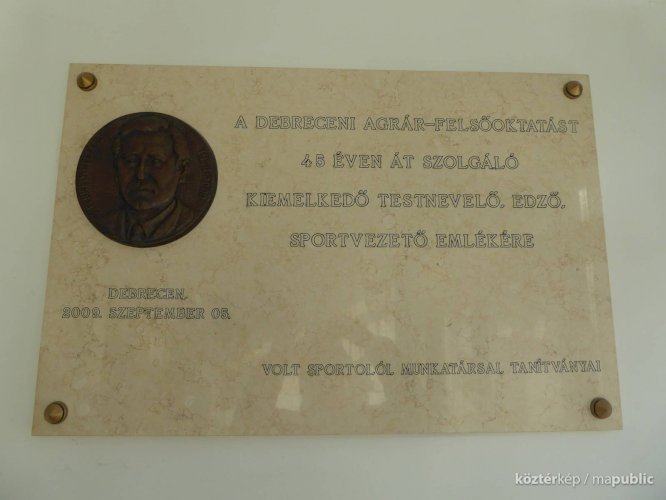 A DEBRECENI AGRÁR-FELSŐOKTATÁST
45 ÉVEN ÁT SZOLGÁLÓ
KIEMELKEDŐ TESTNEVELŐ, EDZŐ,
SPORTVEZETŐ EMLÉKÉRE
DEBRECEN,
2009. SZEPTEMBER 05.
VOLT SPORTOLÓI, MUNKATÁRSAI, TANÍTVÁNYAI
köztérkép / mapublic